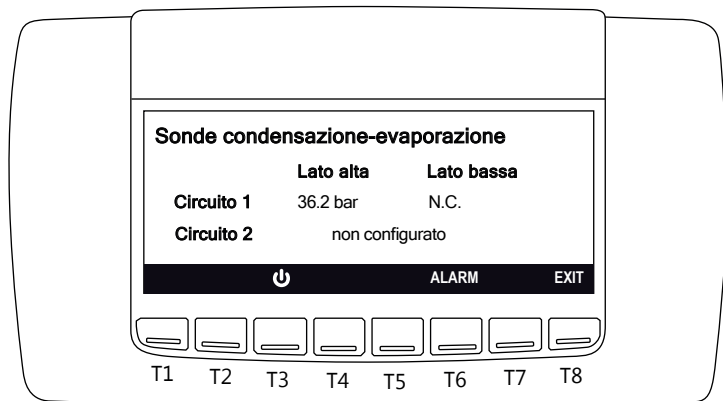 Sonde condensazione-evaporazione
Lato alta Lato bassa
Circuito 1 36.2 bar N.C.
Circuito 2 non configurato
ALARM EXIT
T1 T2 T3 T4 T5 T6 T7 T8